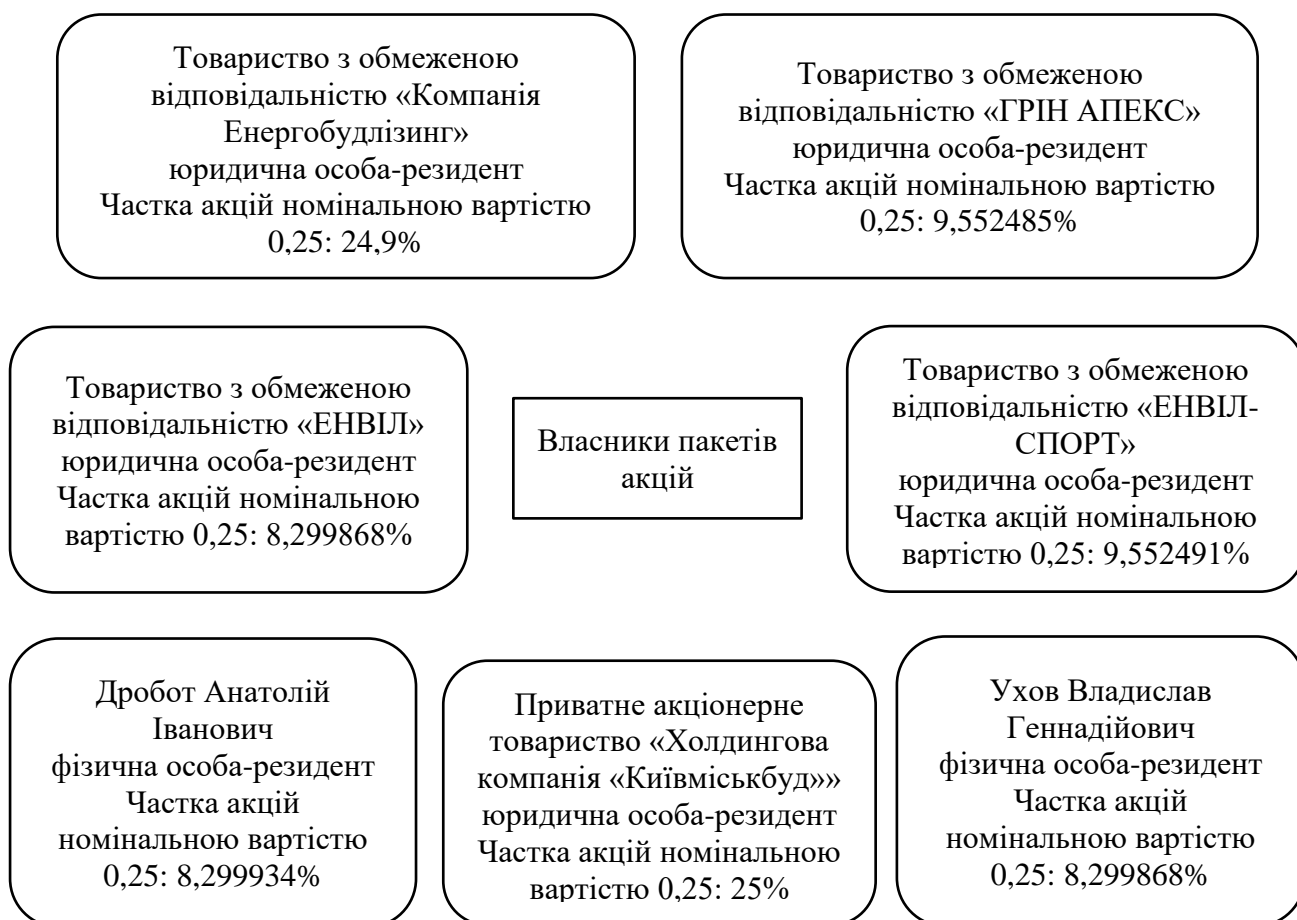 Товариство з обмеженою
відповідальністю «Компанія
Енергобудлізинг»
юридична особа-резидент
Частка акцій номінальною вартістю
0,25: 24,9%
Товариство з обмеженою
відповідальністю «ГРІН АПЕКС»
юридична особа-резидент
Частка акцій номінальною вартістю
0,25: 9,552485%
Товариство з обмеженою
відповідальністю «ЕНВІЛ»
юридична особа-резидент
Частка акцій номінальною
вартістю 0,25: 8,299868%
Власники пакетів
акцій
Товариство з обмеженою
відповідальністю «ЕНВІЛ-
СПОРТ»
юридична особа-резидент
Частка акцій номінальною
вартістю 0,25: 9,552491%
Дробот Анатолій
Іванович
фізична особа-резидент
Частка акцій
номінальною вартістю
0,25: 8,299934%
Приватне акціонерне
товариство «Холдингова
компанія «Київміськбуд»»
юридична особа-резидент
Частка акцій номінальною
вартістю 0,25: 25%
Ухов Владислав
Геннадійович
фізична особа-резидент
Частка акцій
номінальною вартістю
0,25: 8,299868%